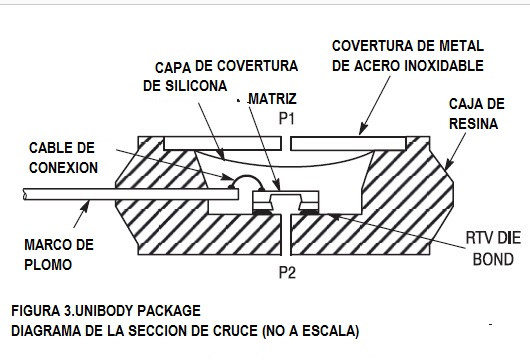 COVERTURA DE METAL
DE ACERO INOXIDABLE
CAPA DE COVERTURA
DE SILICONA
MATRIZ
P1
CAJA DE
RESINA
CABLE DE
CONEXION
MARCO DE
PLOMO
RTV DIE
BOND
P2
FIGURA 3.UNIBODY PACKAGE
DIAGRAMA DE LA SECCION DE CRUCE (NO A ESCALA)